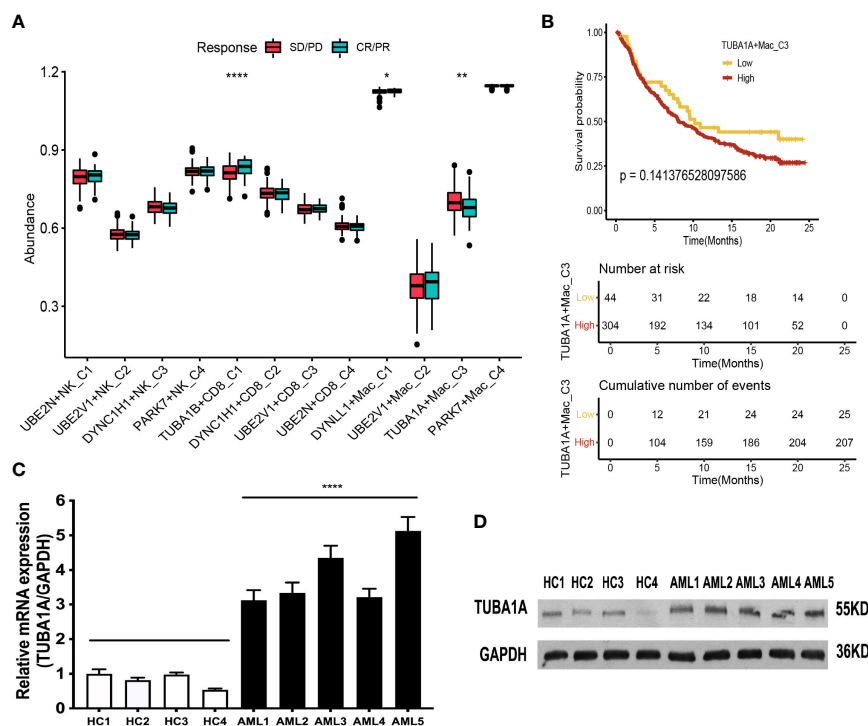 A
Response SD/PD CR/PR
**** * **
1.2
0.9
0.6
0.3
Abundance
UBE2N+NK_C1
UBE2V1+NK_C2
DYNC1H1+NK_C3
PARK7+NK_C4
TUBA1B+CD8_C1
DYNC1H1+CD8_C2
UBE2V1+CD8_C3
UBE2N+CD8_C4
DYNLL1+Mac_C1
UBE2V1+Mac_C2
TUBA1A+Mac_C3
PARK7+Mac_C4
B
TUBA1A+Mac_C3
Low
High
1.00
0.75
0.50
0.25
0.00
Survival probability
p = 0.141376528097586
0 5 10 15 20 25
Time(Months)
Number at risk
TUBA1A+Mac_C3
Low 44 31 22 18 14 0
High 304 192 134 101 52 0
0 5 10 15 20 25
Time(Months)
Cumulative number of events
TUBA1A+Mac_C3
Low 0 12 21 24 24 25
High 0 104 159 186 204 207
0 5 10 15 20 25
Time(Months)
C
****
6
5
4
3
2
1
0
Relative mRNA expression
(TUBA1A/GAPDH)
HC1 HC2 HC3 HC4 AML1 AML2 AML3 AML4 AML5
D
HC1 HC2 HC3 HC4 AML1 AML2 AML3 AML4 AML5
TUBA1A 55KD
GAPDH 36KD